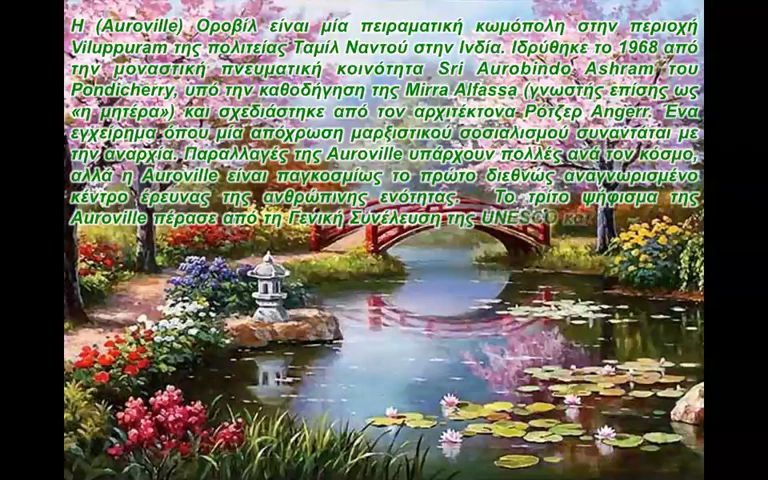 Η (Auroville) Οροβίλ είναι μία πειραματική κωμόπολη στην περιοχή
Viluppuram της πολιτείας Ταμίλ Ναντού στην Ινδία. Ιδρύθηκε το 1968 από
την μοναστική πνευματική κοινότητα Sri Aurobindo Ashram του
Pondicherry, υπό την καθοδήγηση της Mirra Alfassa (γνωστής επίσης ως
«η μητέρα») και σχεδιάστηκε από τον αρχιτέκτονα Ρότζερ Angerr. Ένα
εγχείρημα όπου μία απόχρωση μαρξιστικού σοσιαλισμού συναντάται με
την αναρχία. Παραλλαγές της Auroville υπάρχουν πολλές ανά τον κόσμο,
αλλά η Auroville είναι παγκοσμίως το πρώτο διεθνώς αναγνωρισμένο
κέντρο έρευνας της ανθρώπινης ενότητας. Το τρίτο ψήφισμα της
Auroville πέρασε από τη Γενική Συνέλευση της UNESCO και